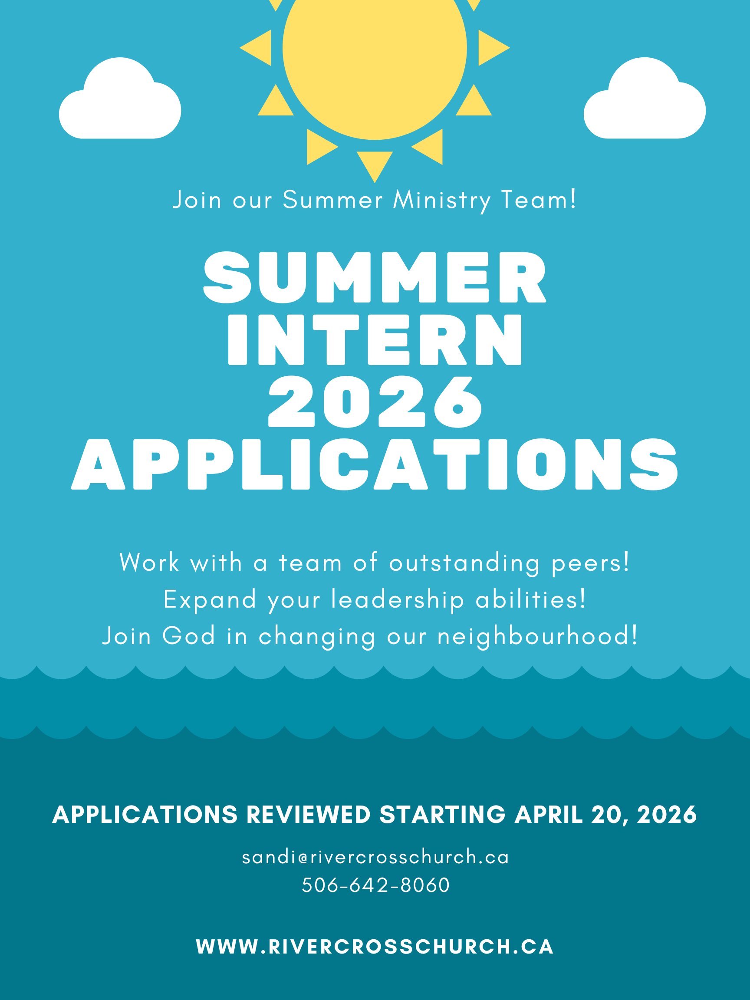 Join our Summer Ministry Team!
SUMMER
INTERN
2026
APPLICATIONS
Work with a team of outstanding peers!
Expand your leadership abilities!
Join God in changing our neighbourhood!
APPLICATIONS REVIEWED STARTING APRIL 20, 2026
sandi@rivercrosschurch.ca
506-642-8060
WWW.RIVERCROSSCHURCH.CA